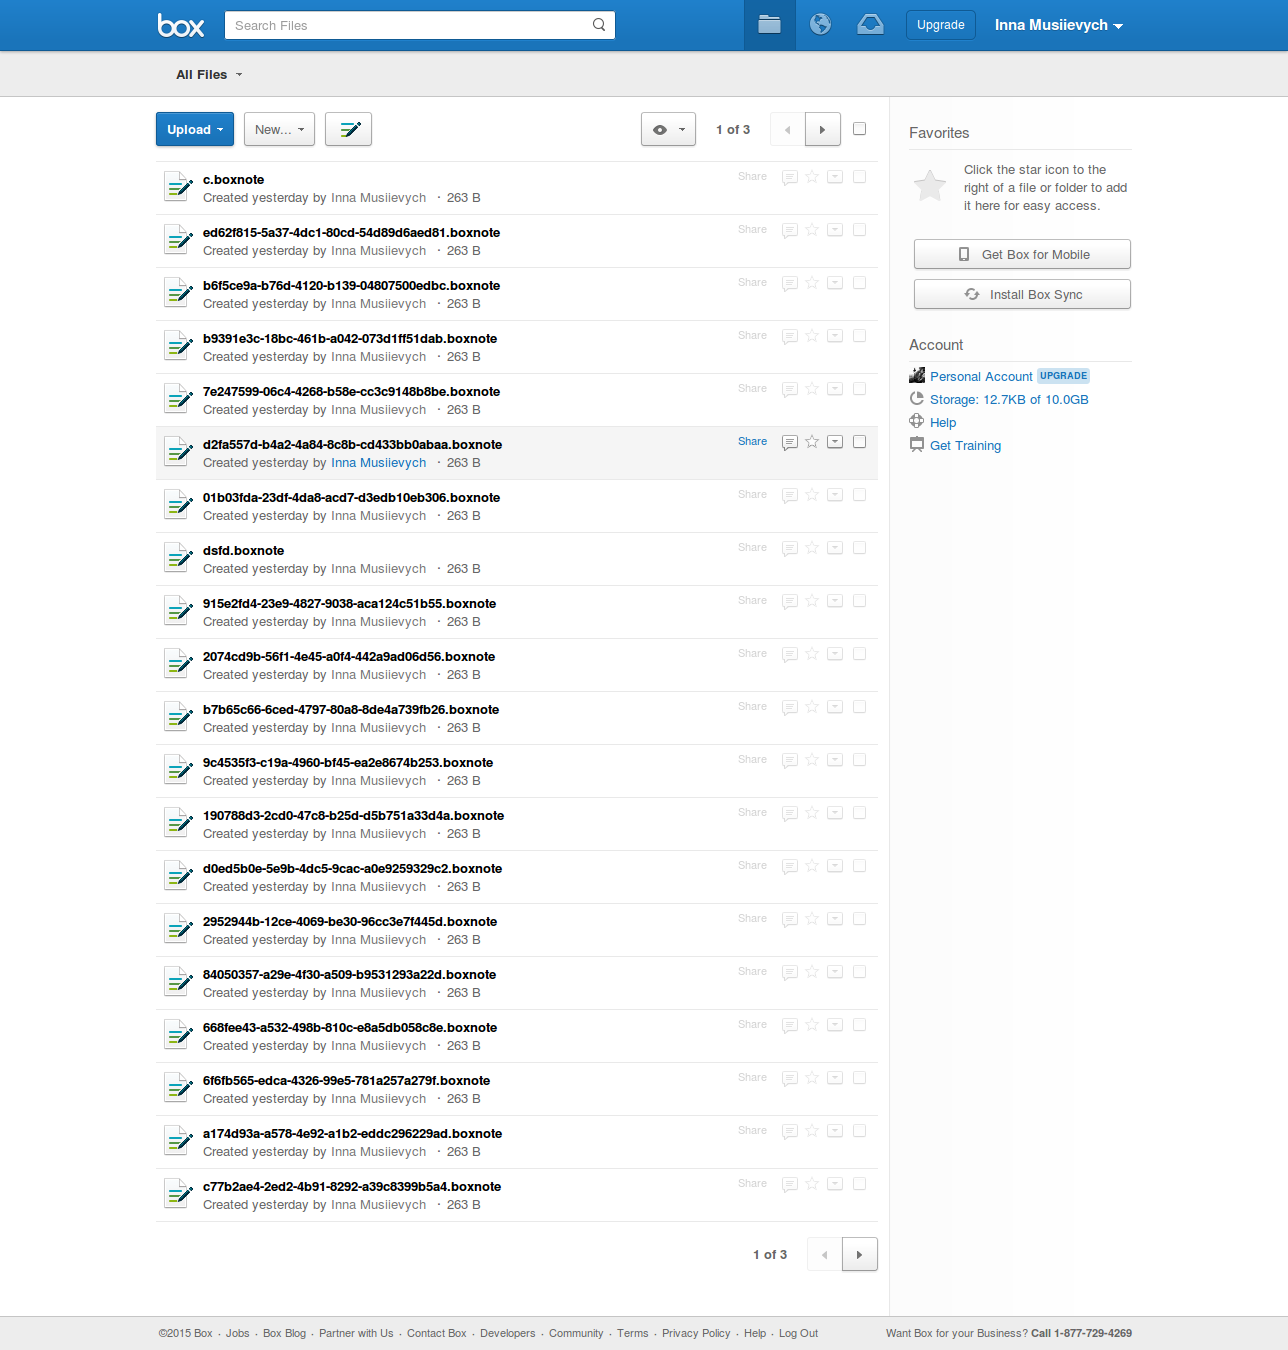 box
Search Files
Upgrade
Inna Musiievych
All Files
Upload
New...
1 of 3
c.boxnote
Share
Created yesterday by Inna Musiievych · 263 B
ed62f815-5a37-4dc1-80cd-54d89d6aed81.boxnote
Share
Created yesterday by Inna Musiievych · 263 B
b6f5ce9a-b76d-4120-b139-04807500edbc.boxnote
Share
Created yesterday by Inna Musiievych · 263 B
b9391e3c-18bc-461b-a042-073d1ff51dab.boxnote
Share
Created yesterday by Inna Musiievych · 263 B
7e247599-06c4-4268-b58e-cc3c9148b8be.boxnote
Share
Created yesterday by Inna Musiievych · 263 B
d2fa557d-b4a2-4a84-8c8b-cd433bb0abaa.boxnote
Share
Created yesterday by Inna Musiievych · 263 B
01b03fda-23df-4da8-acd7-d3edb10eb306.boxnote
Share
Created yesterday by Inna Musiievych · 263 B
dsfd.boxnote
Share
Created yesterday by Inna Musiievych · 263 B
915e2fd4-23e9-4827-9038-aca124c51b55.boxnote
Share
Created yesterday by Inna Musiievych · 263 B
2074cd9b-56f1-4e45-a0f4-442a9ad06d56.boxnote
Share
Created yesterday by Inna Musiievych · 263 B
b7b65c66-6ced-4797-80a8-8de4a739fb26.boxnote
Share
Created yesterday by Inna Musiievych · 263 B
9c4535f3-c19a-4960-bf45-ea2e8674b253.boxnote
Share
Created yesterday by Inna Musiievych · 263 B
190788d3-2cd0-47c8-b25d-d5b751a33d4a.boxnote
Share
Created yesterday by Inna Musiievych · 263 B
d0ed5b0e-5e9b-4dc5-9cac-a0e9259329c2.boxnote
Share
Created yesterday by Inna Musiievych · 263 B
2952944b-12ce-4069-be30-96cc3e7f445d.boxnote
Share
Created yesterday by Inna Musiievych · 263 B
84050357-a29e-4f30-a509-b9531293a22d.boxnote
Share
Created yesterday by Inna Musiievych · 263 B
668fee43-a532-498b-810c-e8a5db058c8e.boxnote
Share
Created yesterday by Inna Musiievych · 263 B
6f6fb565-edca-4326-99e5-781a257a279f.boxnote
Share
Created yesterday by Inna Musiievych · 263 B
a174d93a-a578-4e92-a1b2-eddc296229ad.boxnote
Share
Created yesterday by Inna Musiievych · 263 B
c77b2ae4-2ed2-4b91-8292-a39c8399b5a4.boxnote
Share
Created yesterday by Inna Musiievych · 263 B
1 of 3
Favorites
Click the star icon to the
right of a file or folder to add
it here for easy access.
Get Box for Mobile
Install Box Sync
Account
Personal Account UPGRADE
Storage: 12.7KB of 10.0GB
Help
Get Training
©2015 Box · Jobs · Box Blog · Partner with Us · Contact Box · Developers · Community · Terms · Privacy Policy · Help · Log Out
Want Box for your Business? Call 1-877-729-4269